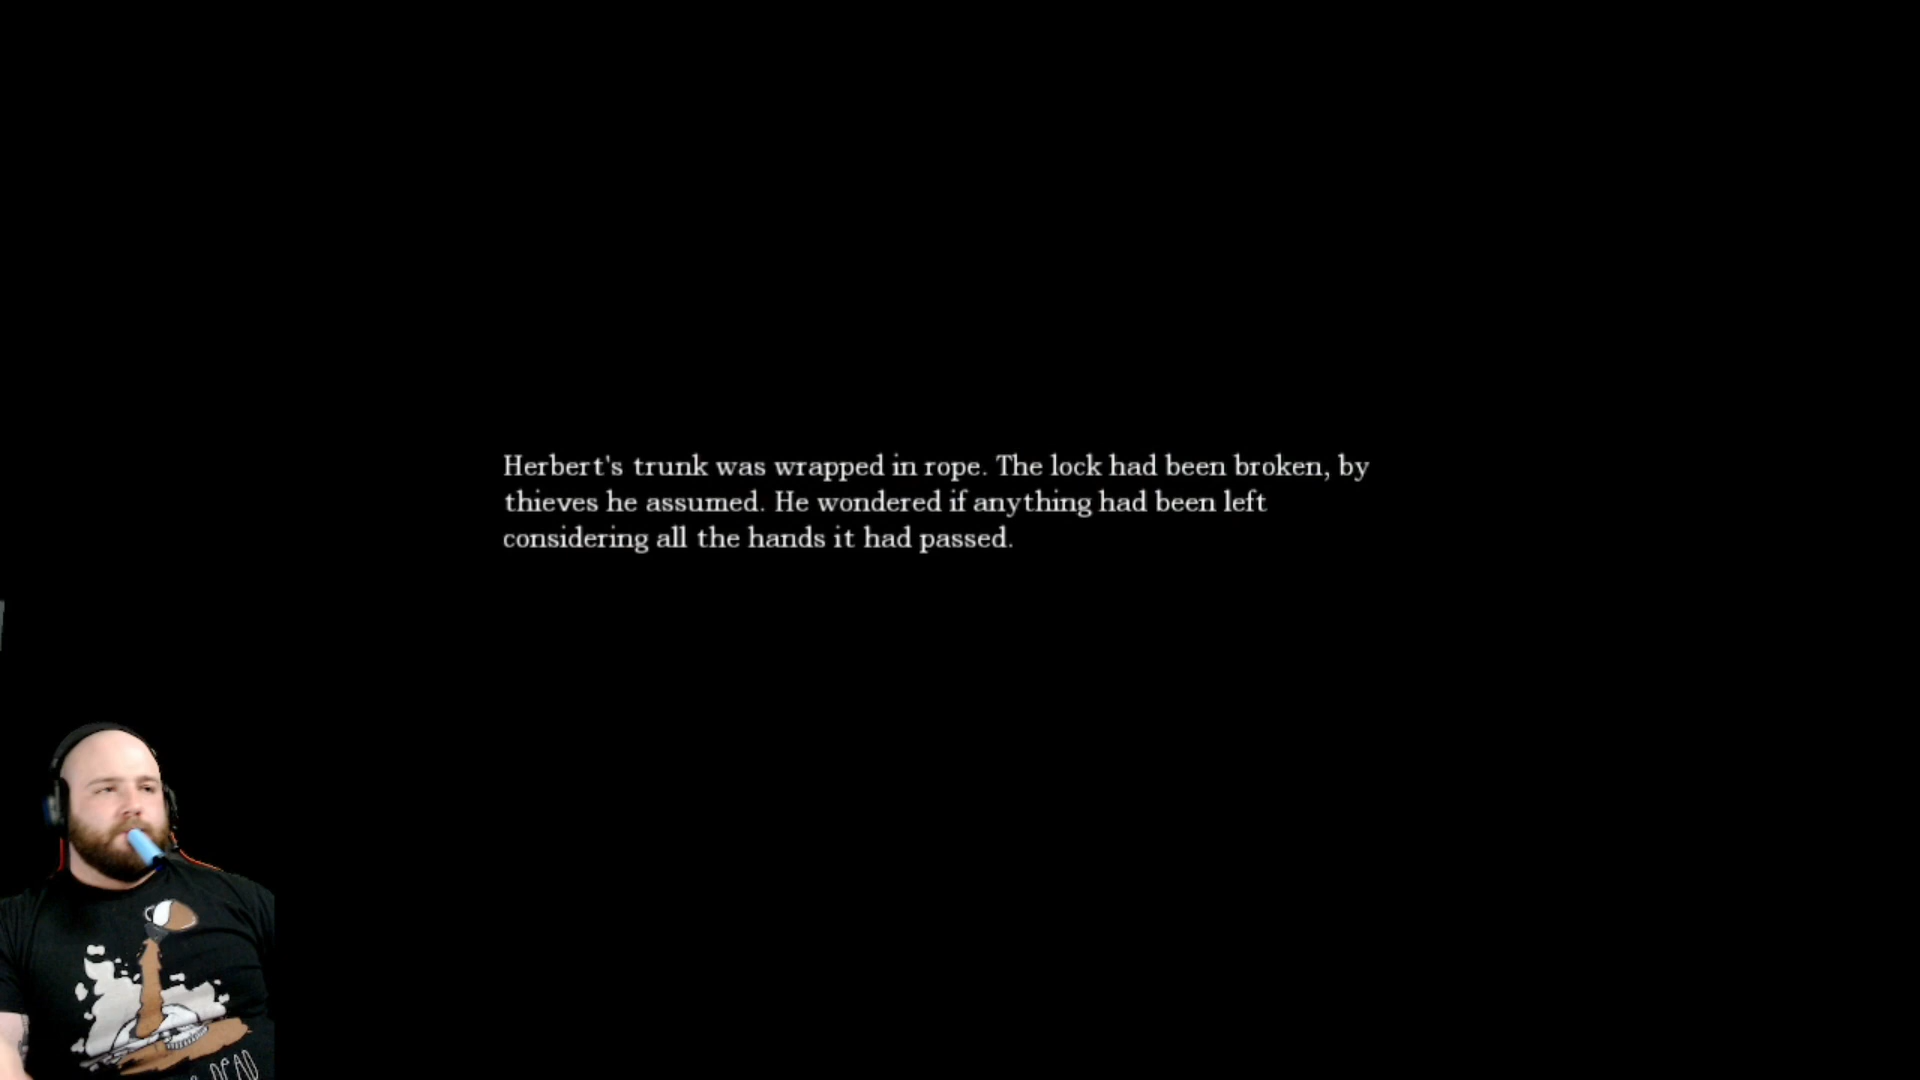 Herbert's trunk was wrapped in rope. The lock had been broken, by
thieves he assumed. He wondered if anything had been left
considering all the hands it had passed.
DEAD